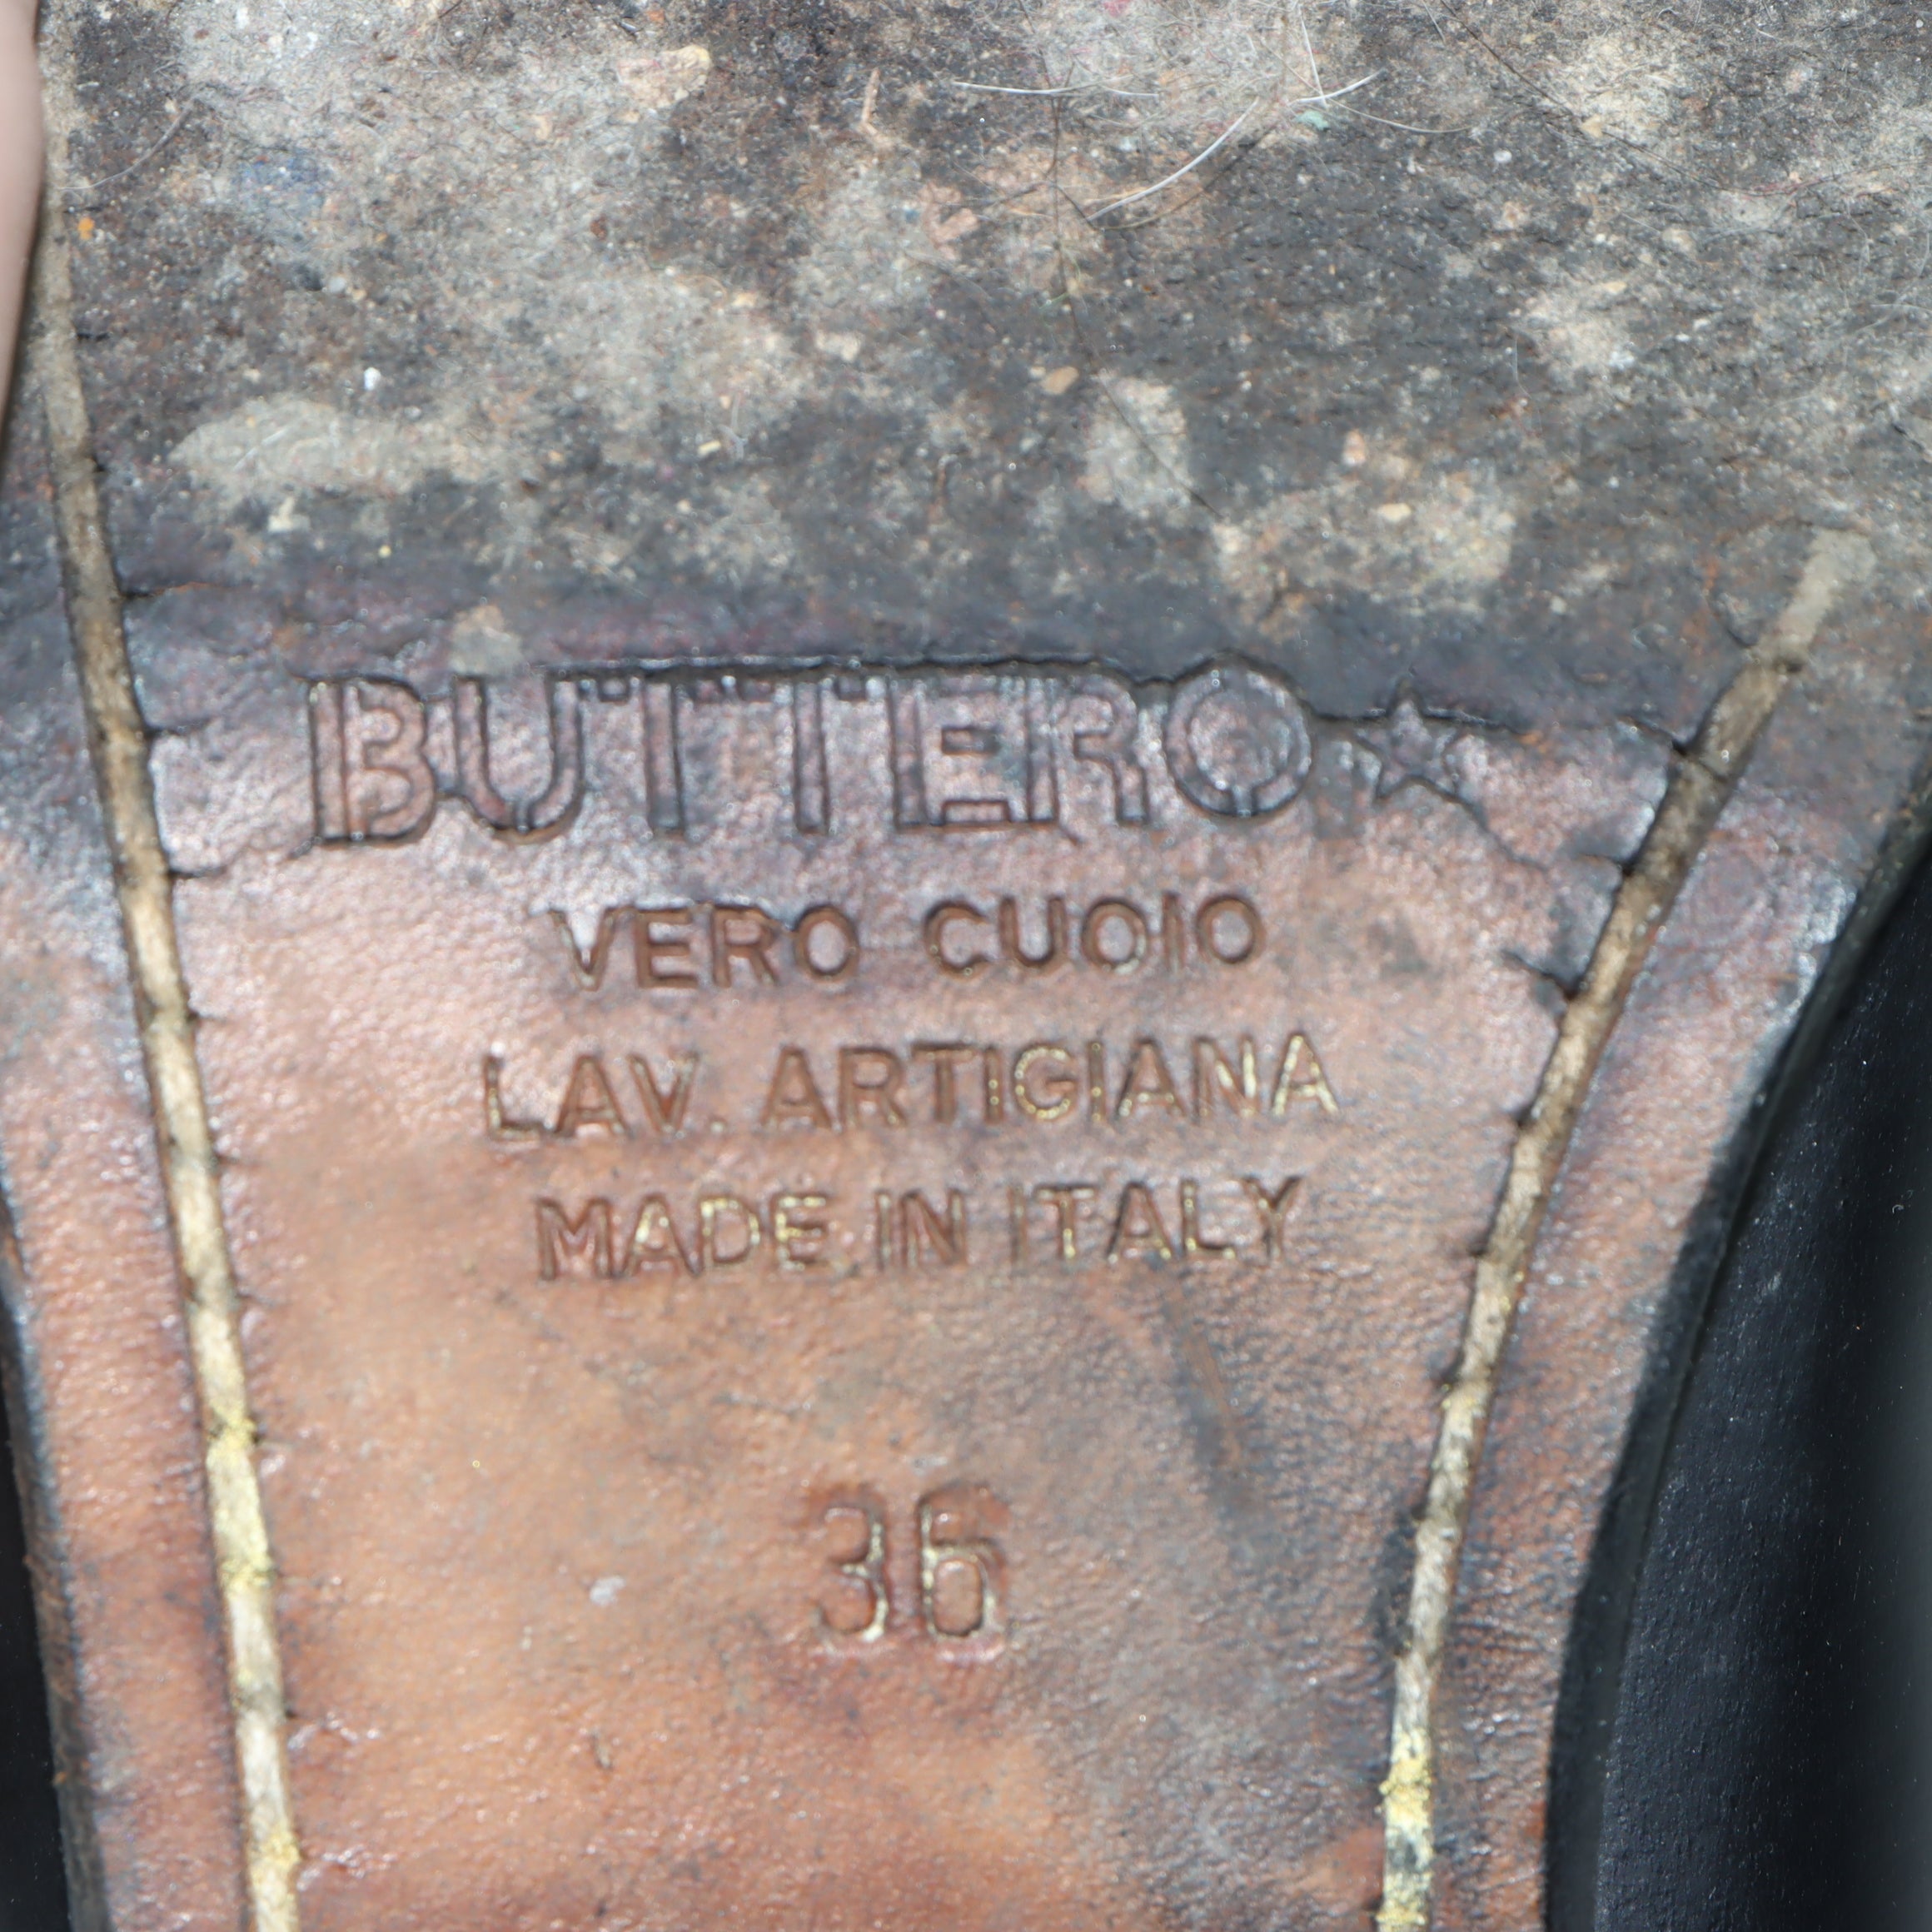 BUTTERO
VERO CUOIO
LAV. ARTIGIANA
MADE IN ITALY
36